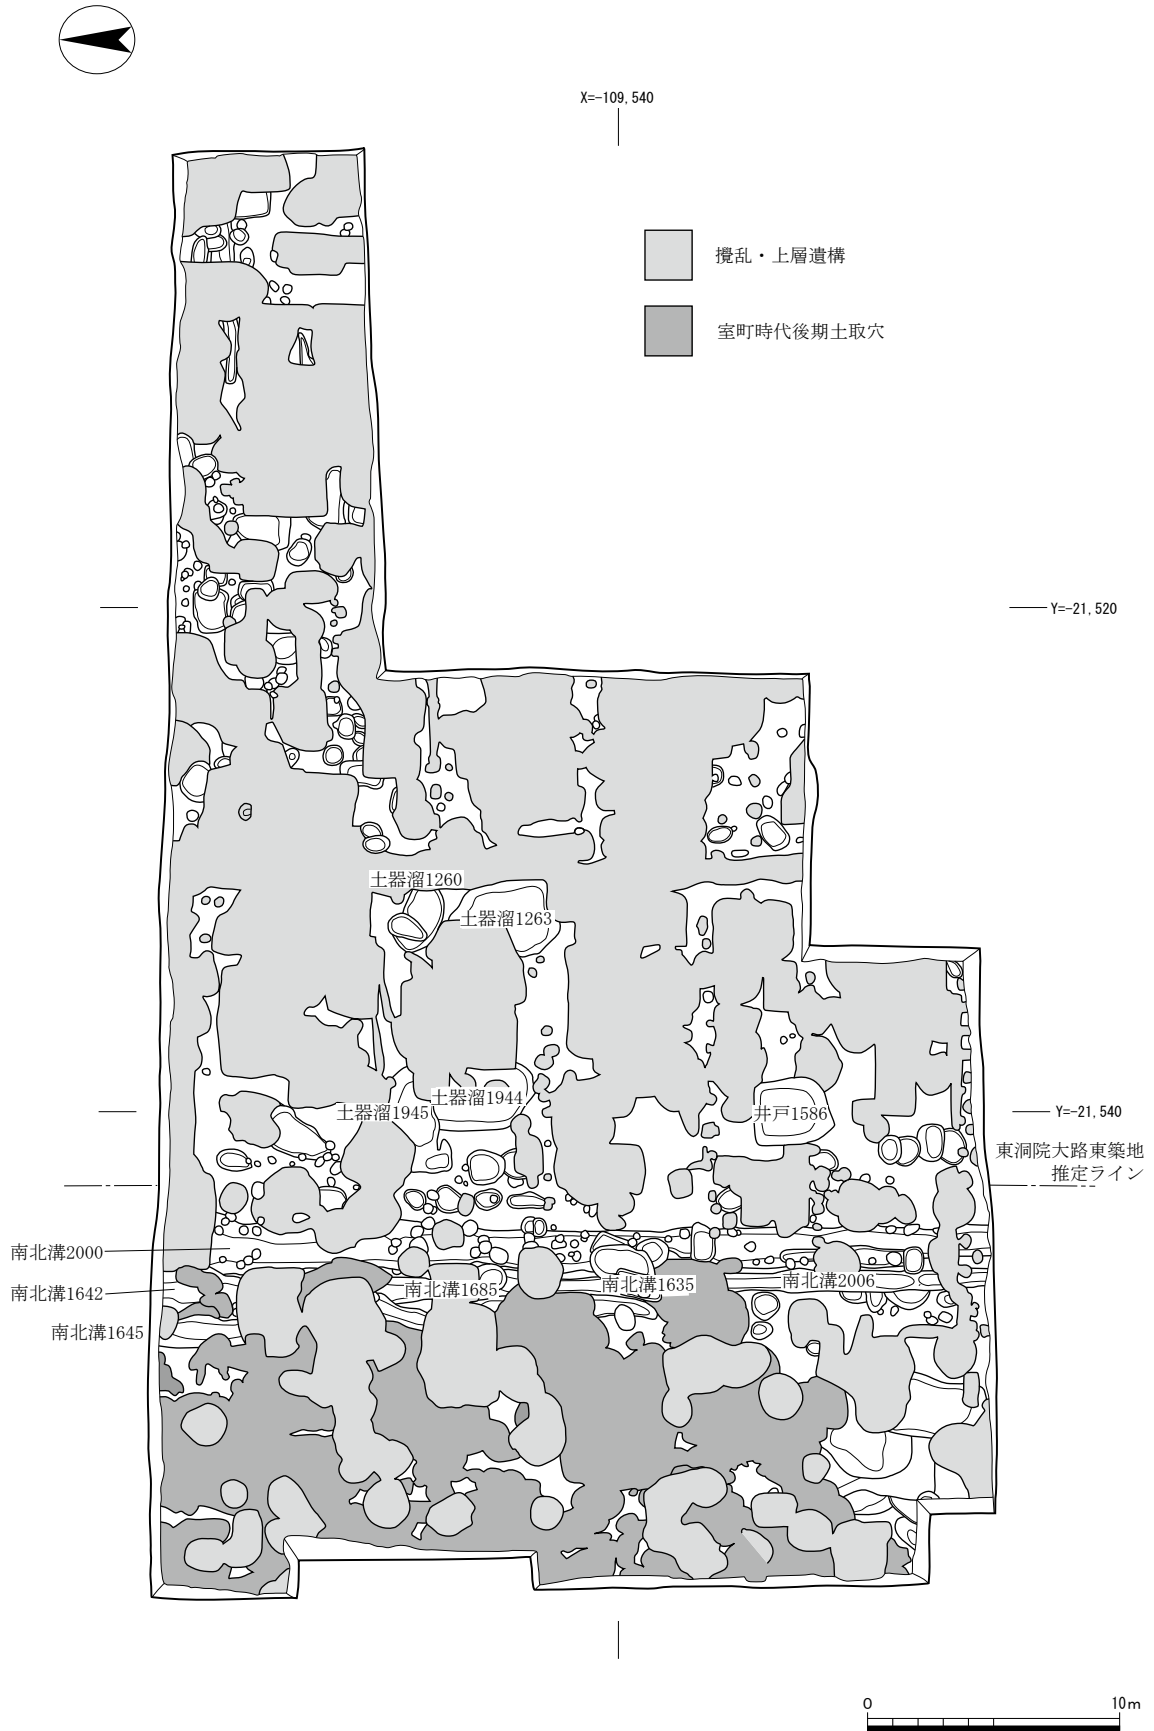 X=-109,540
攪乱・上層遺構
室町時代後期土取穴
Y=-21,520
土器溜1260
土器溜1263
土器溜1945
土器溜1944
井戸1586
Y=-21,540
東洞院大路東築地
推定ライン
南北溝2000
南北溝1642
南北溝1645
南北溝1685
南北溝1635
南北溝2006
0
10m